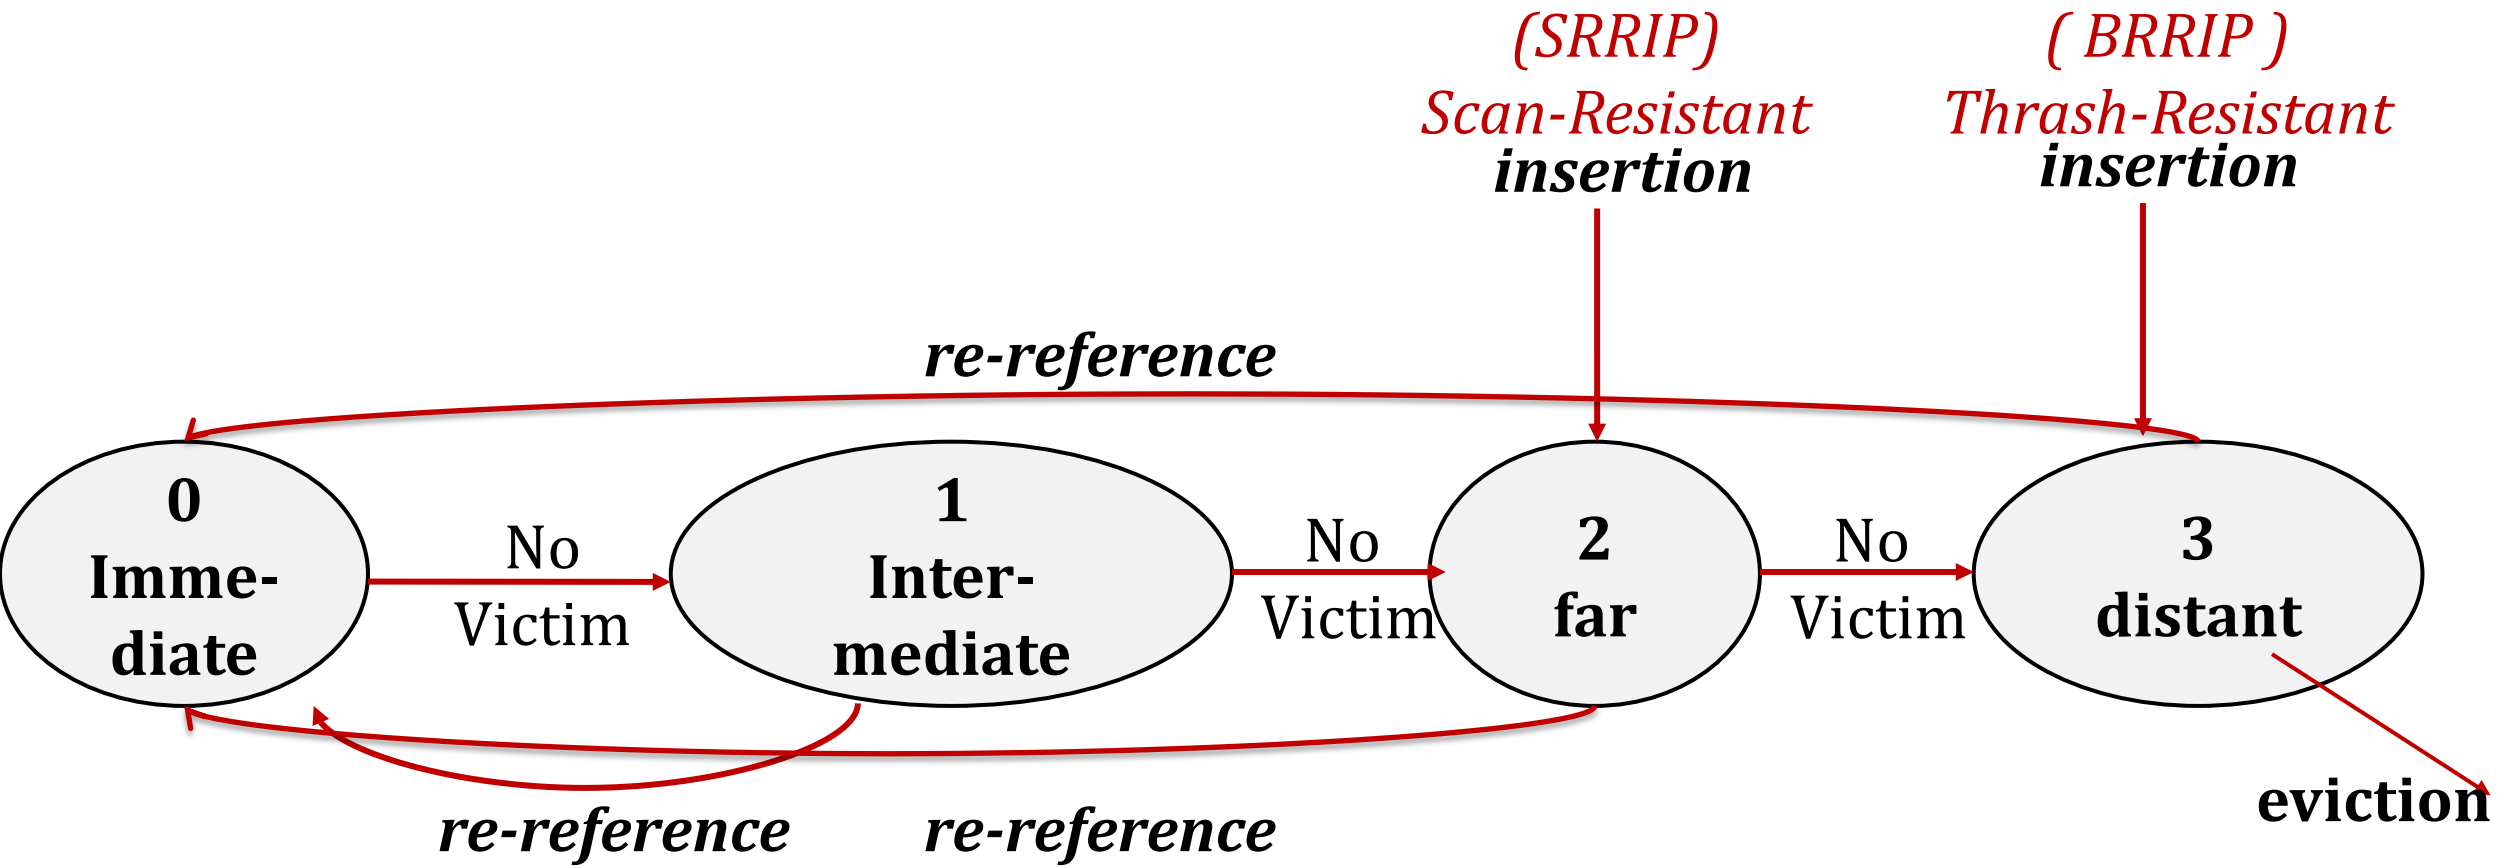 (SRRIP)
Scan-Resistant
insertion
( BRRIP )
Thrash-Resistant
insertion
re-reference
0
Imme-
diate
No
Victim
1
Inter-
mediate
No
Victim
2
far
No
Victim
3
distant
eviction
re-reference
re-reference